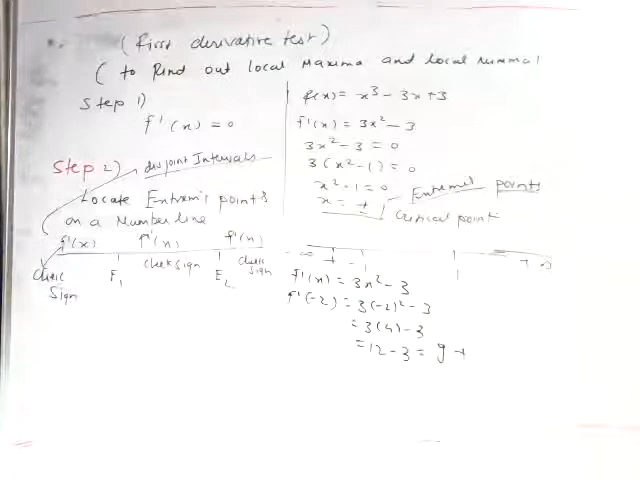 (First derivative test)
( to find out local maxima and local minima)
Step 1)
f'(x) = 0
Step 2) disjoint Intervals
Locate Extremis points
on a Number line
f'(x) f'(x) f'(x)
Check Sign E1 check sign E2 check sign
f(x) = x³ - 3x + 3
f'(x) = 3x² - 3
3x² - 3 = 0
3(x² - 1) = 0
x² - 1 = 0
x = ± Extremal points
Critical point
- ∞ + - 1 1 + ∞
f'(x) = 3x² - 3
f'(-2) = 3(-2)² - 3
= 3(4) - 3
= 12 - 3 = 9 +